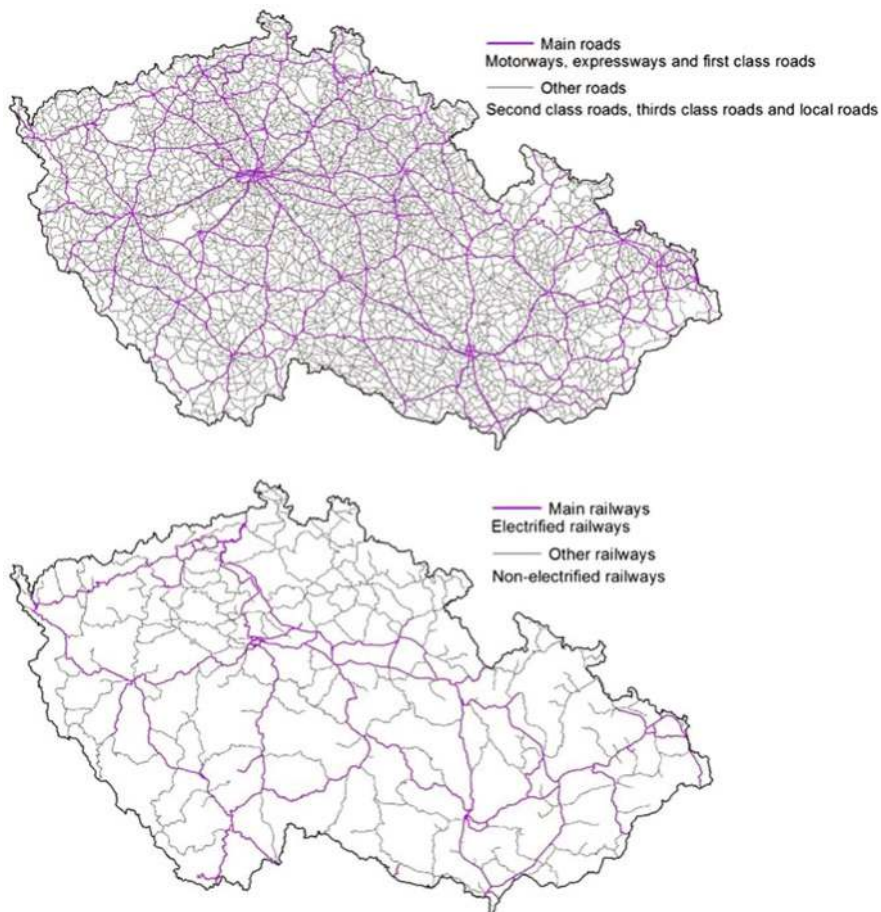 Main roads
Motorways, expressways and first class roads
Other roads
Second class roads, thirds class roads and local roads
Main railways
Electrified railways
Other railways
Non-electrified railways